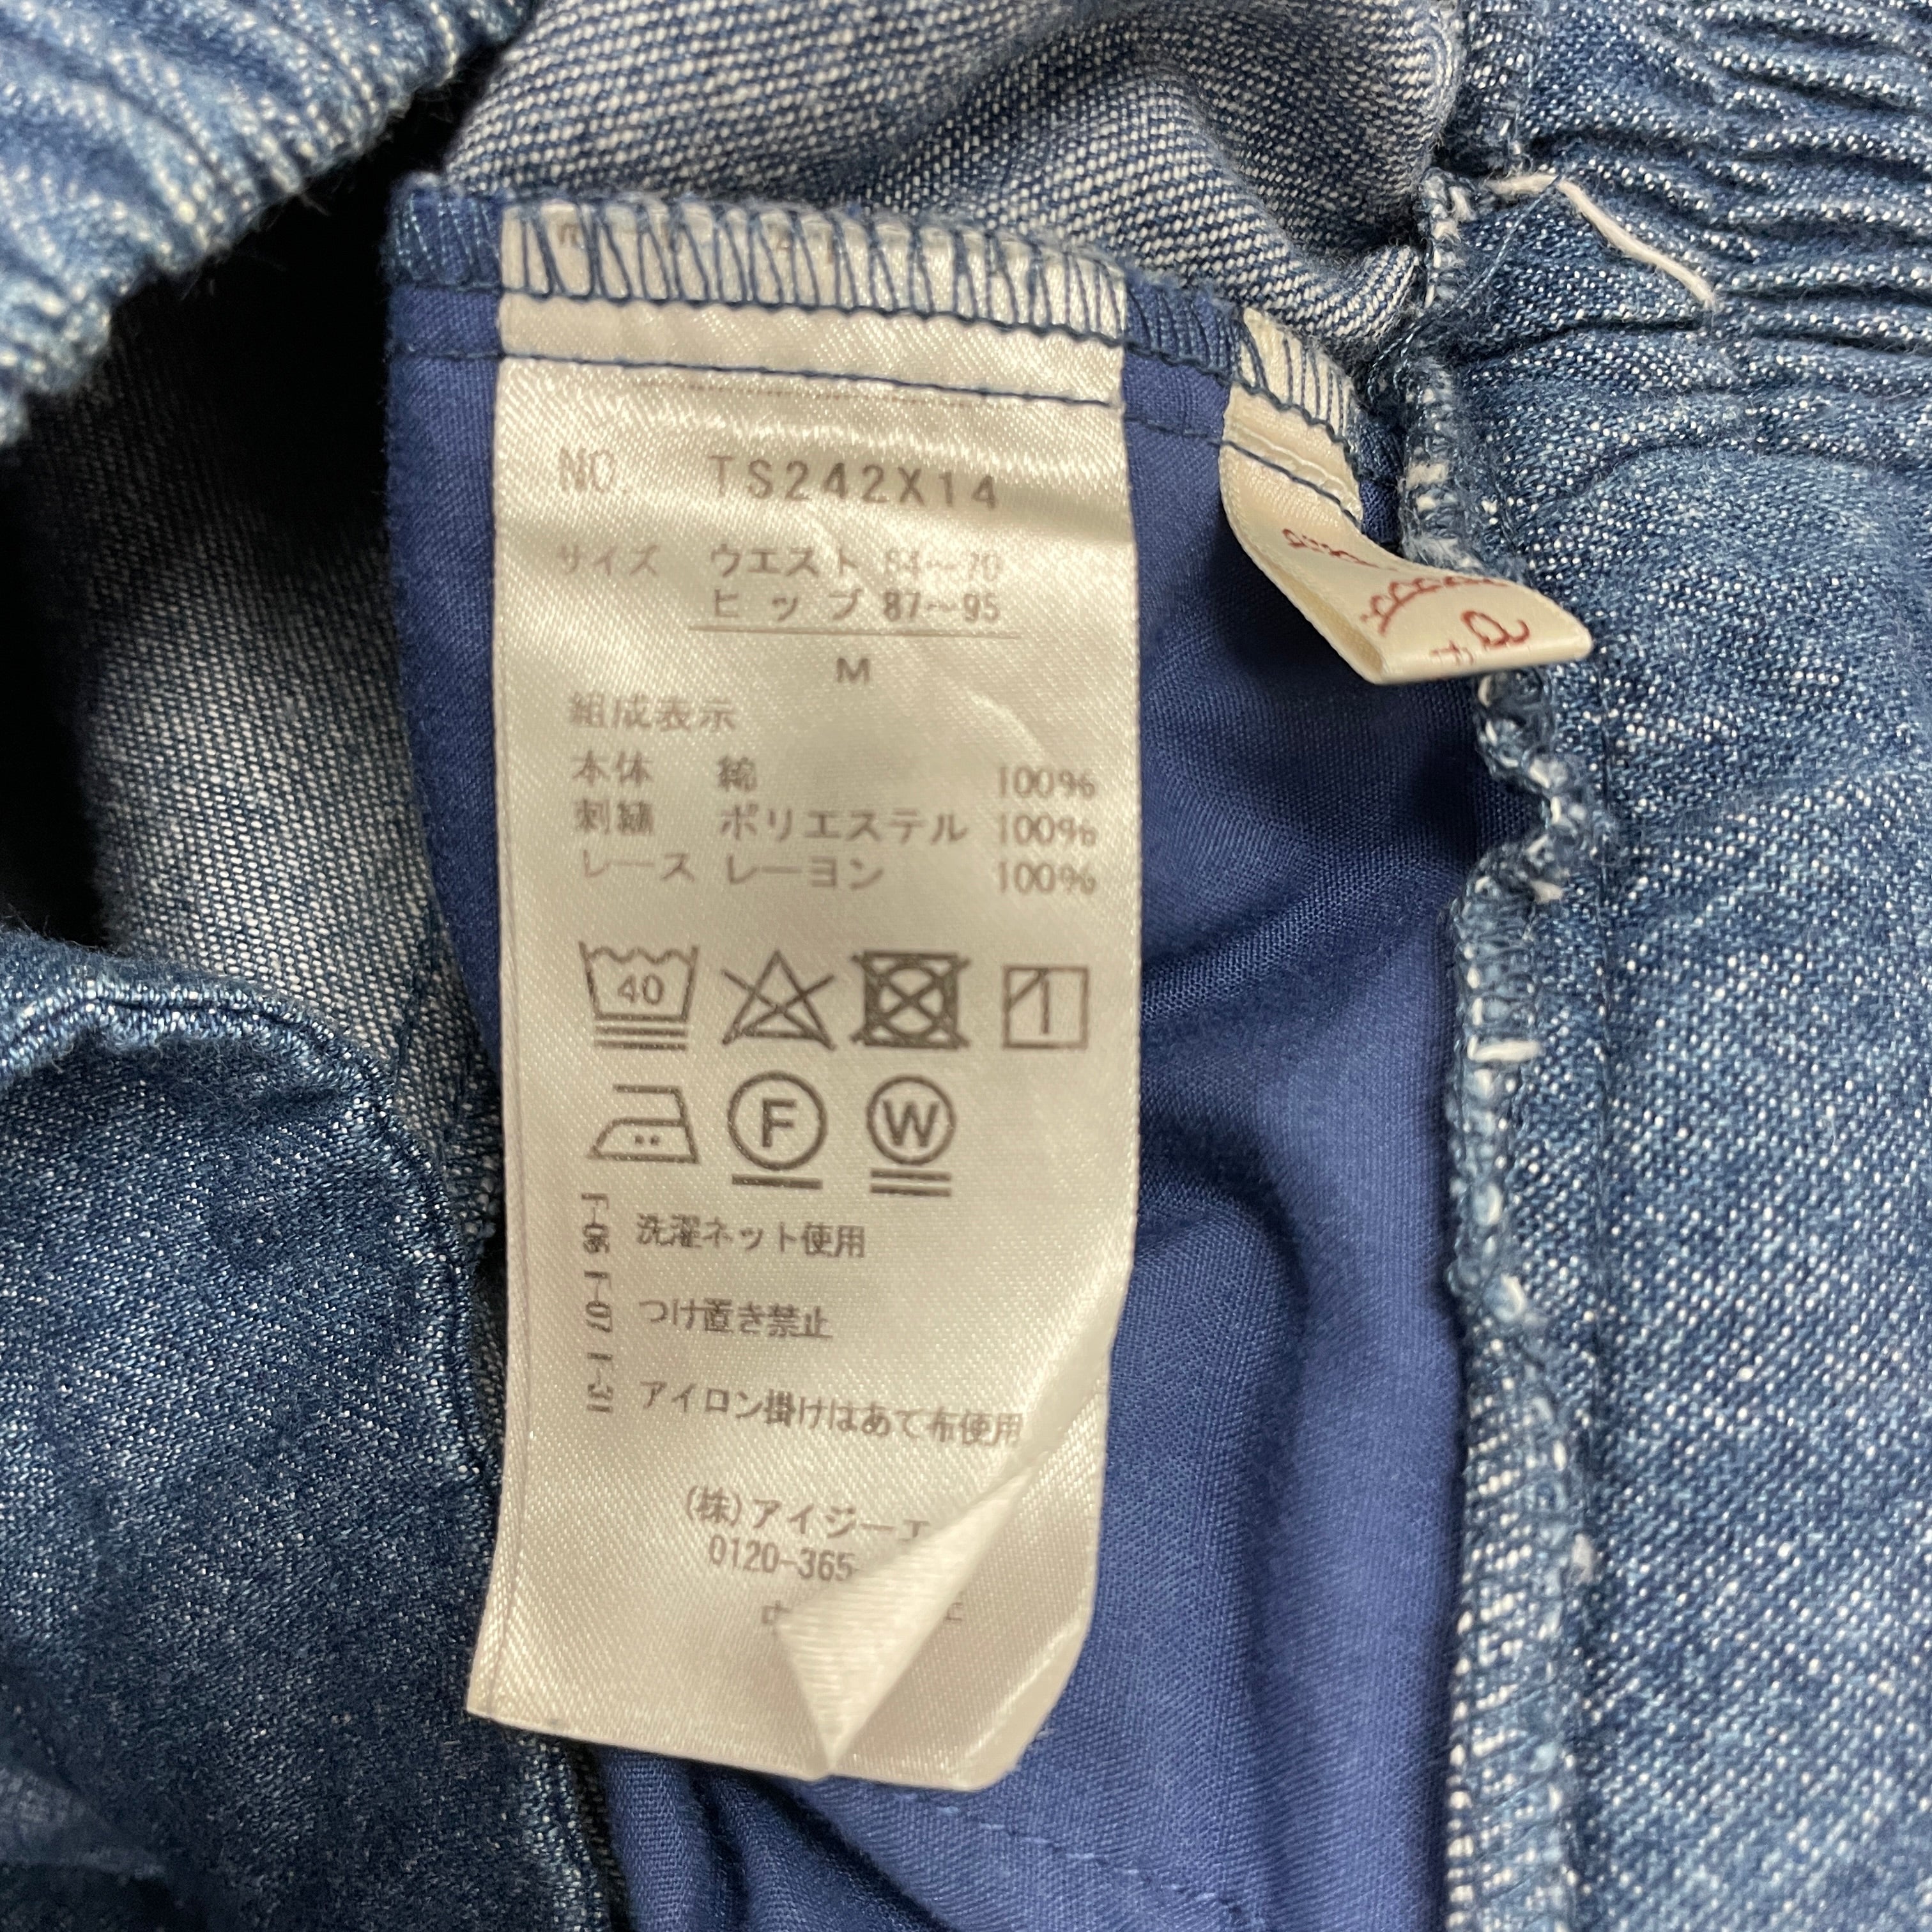 NO. TS242X14
サイズ ウエスト 64～70
ヒップ 87～95
M
組成表示
本体 綿 100%
刺繍 ポリエステル 100%
レース レーヨン 100%
40
F W
F-06 洗濯ネット使用
F-07 つけ置き禁止
I-31 アイロン掛けはあて布使用
(株)アイジーエ
0120-365-